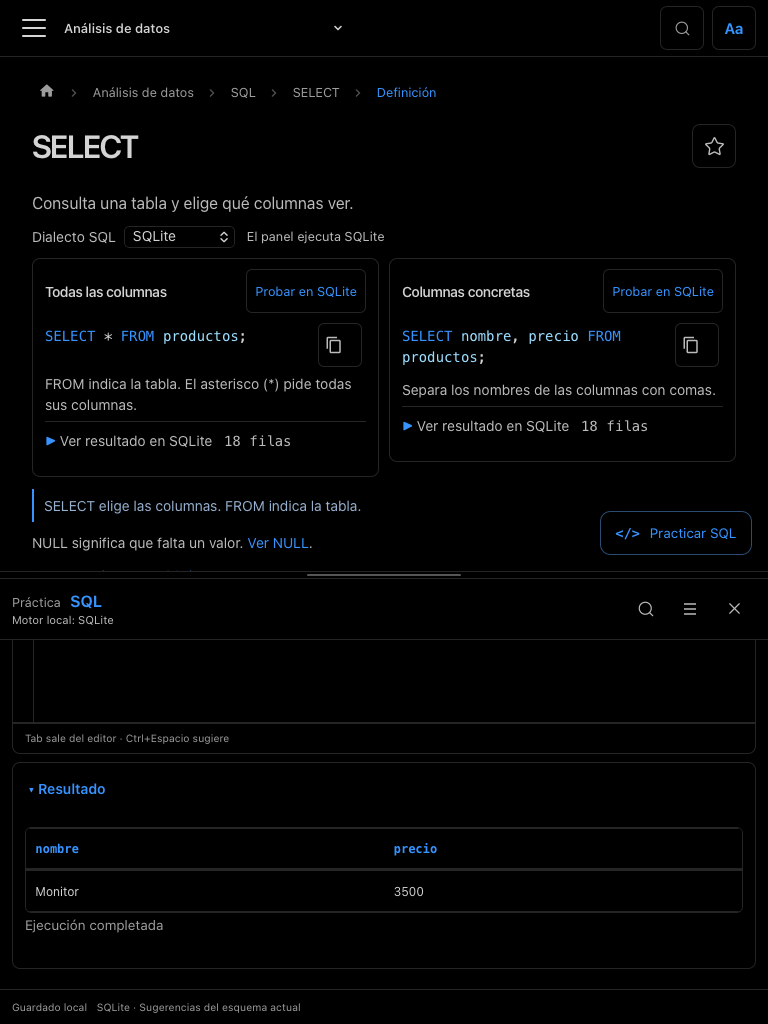 Análisis de datos
Aa
Análisis de datos > SQL > SELECT > Definición
SELECT
Consulta una tabla y elige qué columnas ver.
Dialecto SQL SQLite El panel ejecuta SQLite
Todas las columnas Probar en SQLite
SELECT * FROM productos;
FROM indica la tabla. El asterisco (*) pide todas
sus columnas.
Ver resultado en SQLite 18 filas
Columnas concretas Probar en SQLite
SELECT nombre, precio FROM
productos;
Separa los nombres de las columnas con comas.
Ver resultado en SQLite 18 filas
SELECT elige las columnas. FROM indica la tabla.
NULL significa que falta un valor. Ver NULL.
</> Practicar SQL
Práctica SQL
Motor local: SQLite
Tab sale del editor · Ctrl+Espacio sugiere
Resultado
nombre precio
Monitor 3500
Ejecución completada
Guardado local SQLite · Sugerencias del esquema actual